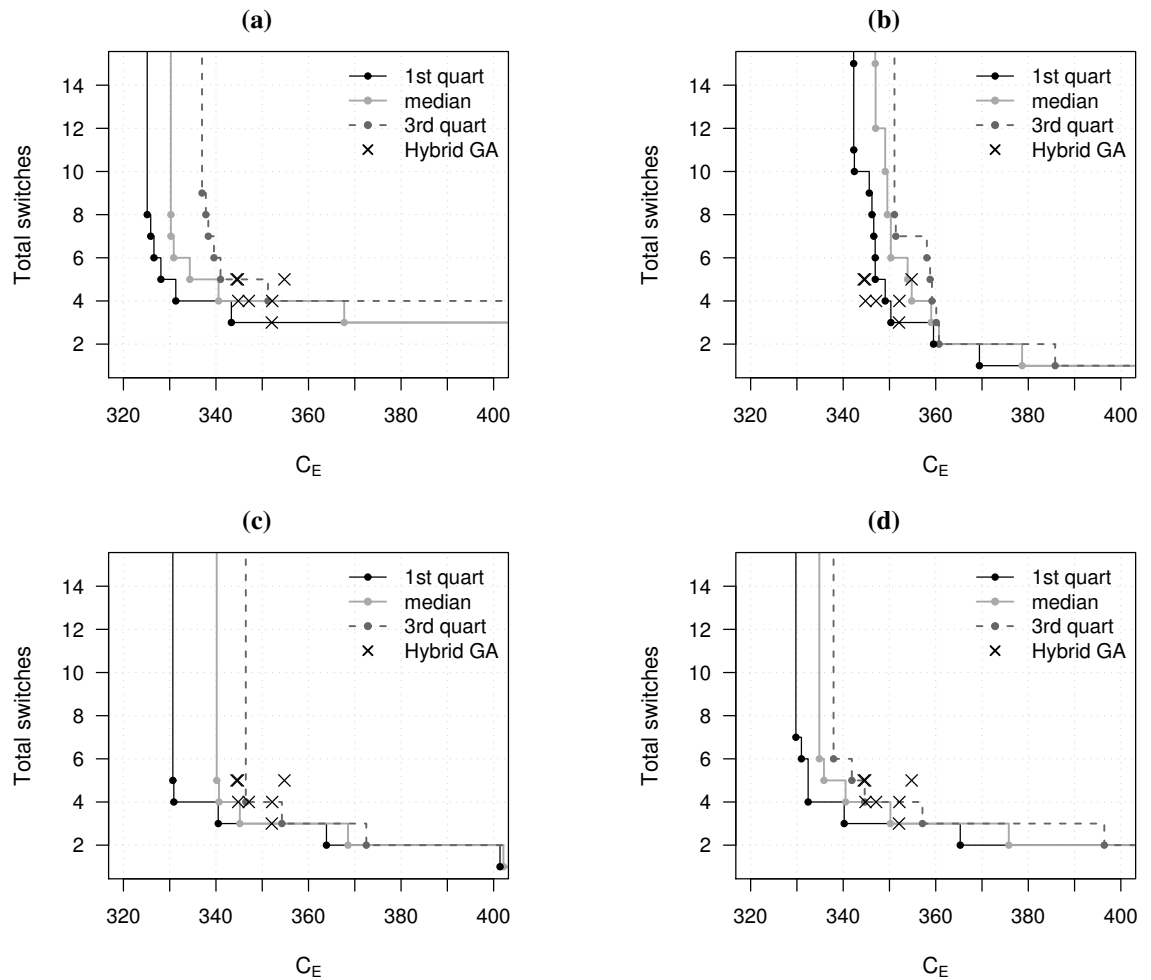 (a)
Total switches
14
12
10
8
6
4
2
1st quart
median
3rd quart
Hybrid GA
320 340 360 380 400
C_E
(b)
Total switches
14
12
10
8
6
4
2
1st quart
median
3rd quart
Hybrid GA
320 340 360 380 400
C_E
(c)
Total switches
14
12
10
8
6
4
2
1st quart
median
3rd quart
Hybrid GA
320 340 360 380 400
C_E
(d)
Total switches
14
12
10
8
6
4
2
1st quart
median
3rd quart
Hybrid GA
320 340 360 380 400
C_E